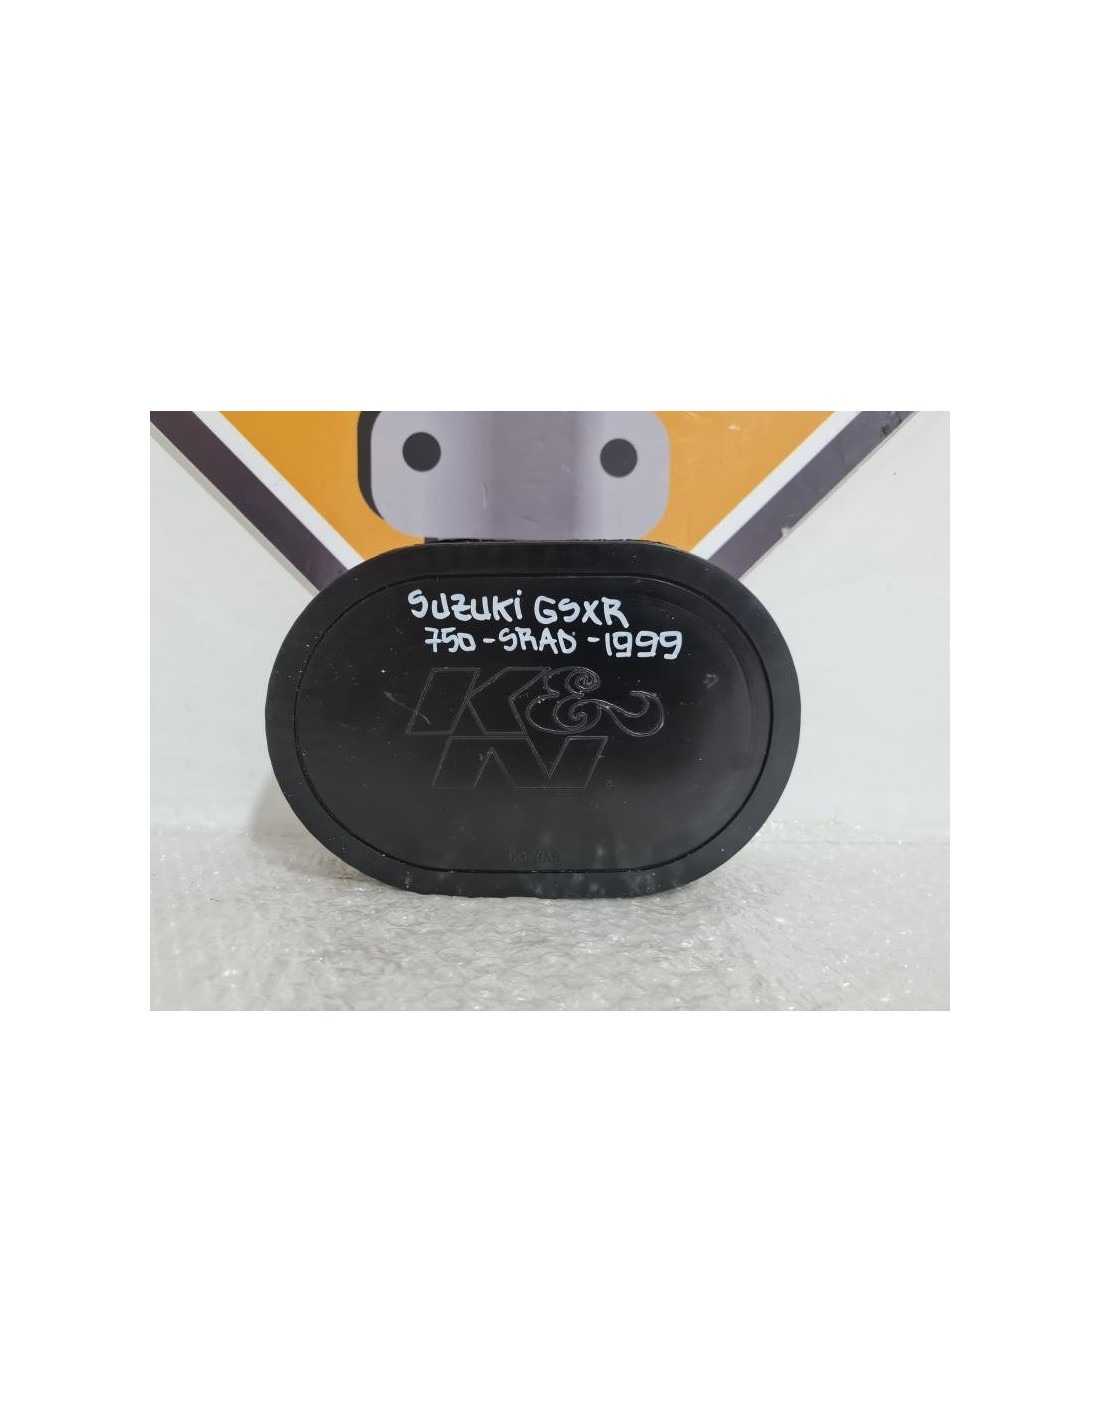 SUZUKI GSXR
750-SRAD-1999
K&
N